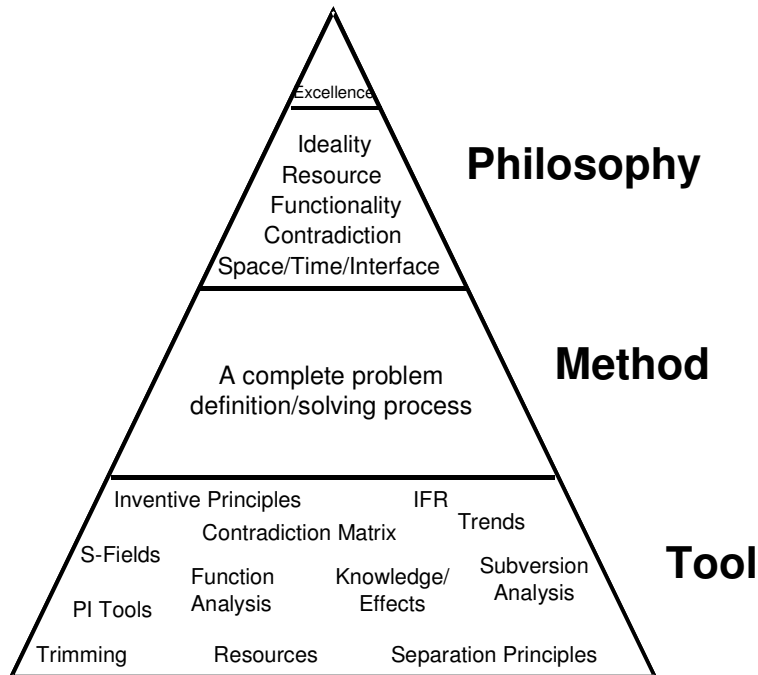 Excellence
Ideality
Resource
Functionality
Contradiction
Space/Time/Interface
Philosophy
A complete problem
definition/solving process
Method
Inventive Principles
IFR
Trends
Contradiction Matrix
S-Fields
Function
Analysis
Knowledge/
Effects
Subversion
Analysis
PI Tools
Trimming
Resources
Separation Principles
Tool